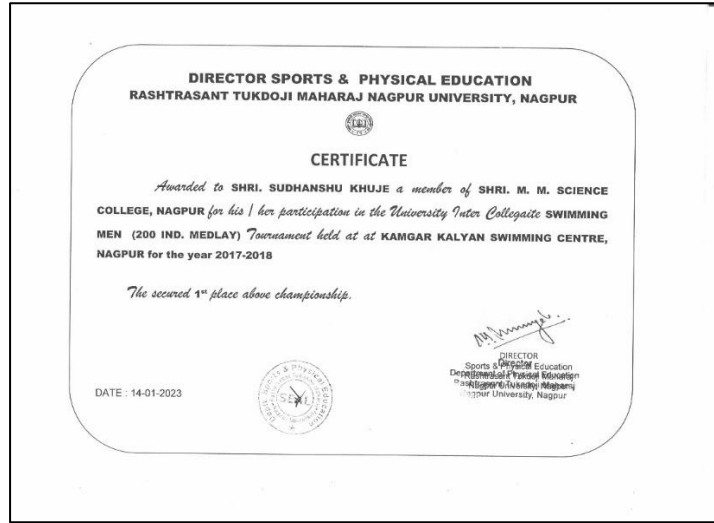 DIRECTOR SPORTS & PHYSICAL EDUCATION
RASHTRASANT TUKDOJI MAHARAJ NAGPUR UNIVERSITY, NAGPUR
CERTIFICATE
Awarded to SHRI. SUDHANSHU KHUJE a member of SHRI. M. M. SCIENCE
COLLEGE, NAGPUR for his / her participation in the University Inter Collegaite SWIMMING
MEN (200 IND. MEDLAY) Tournament held at at KAMGAR KALYAN SWIMMING CENTRE,
NAGPUR for the year 2017-2018
The secured 1st place above championship.
DIRECTOR
Sports & Physical Education
Nagpur University, Nagpur
DATE : 14-01-2023
SEAL